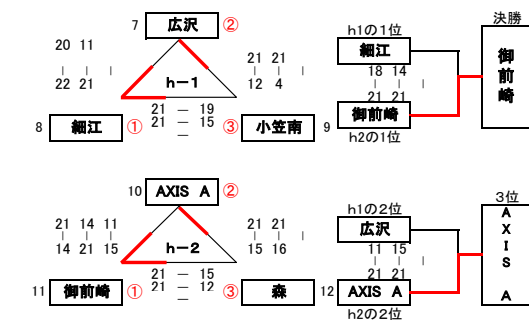 決勝
7 広沢 ②
h1の1位
細江
20 11
| | |
22 21
21 21
| | |
12 4
h-1
18 14
| | |
21 21
御
前
崎
21 — 19
21 — 15
—
8 細江 ①
③ 小笠南 9
御前崎
h2の1位
3位
10 AXIS A ②
h1の2位
広沢
21 14 11
| | |
14 21 15
21 21
| | |
15 16
h-2
11 15
| | |
21 21
A
X
I
S
A
21 — 15
21 — 12
—
11 御前崎 ①
③ 森 12
AXIS A
h2の2位